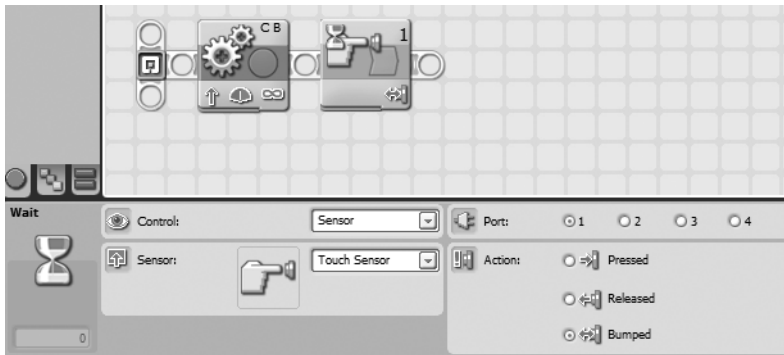 C B
1
Wait
Control:
Sensor
Port:
1
2
3
4
Sensor:
Touch Sensor
Action:
Pressed
Released
Bumped
0